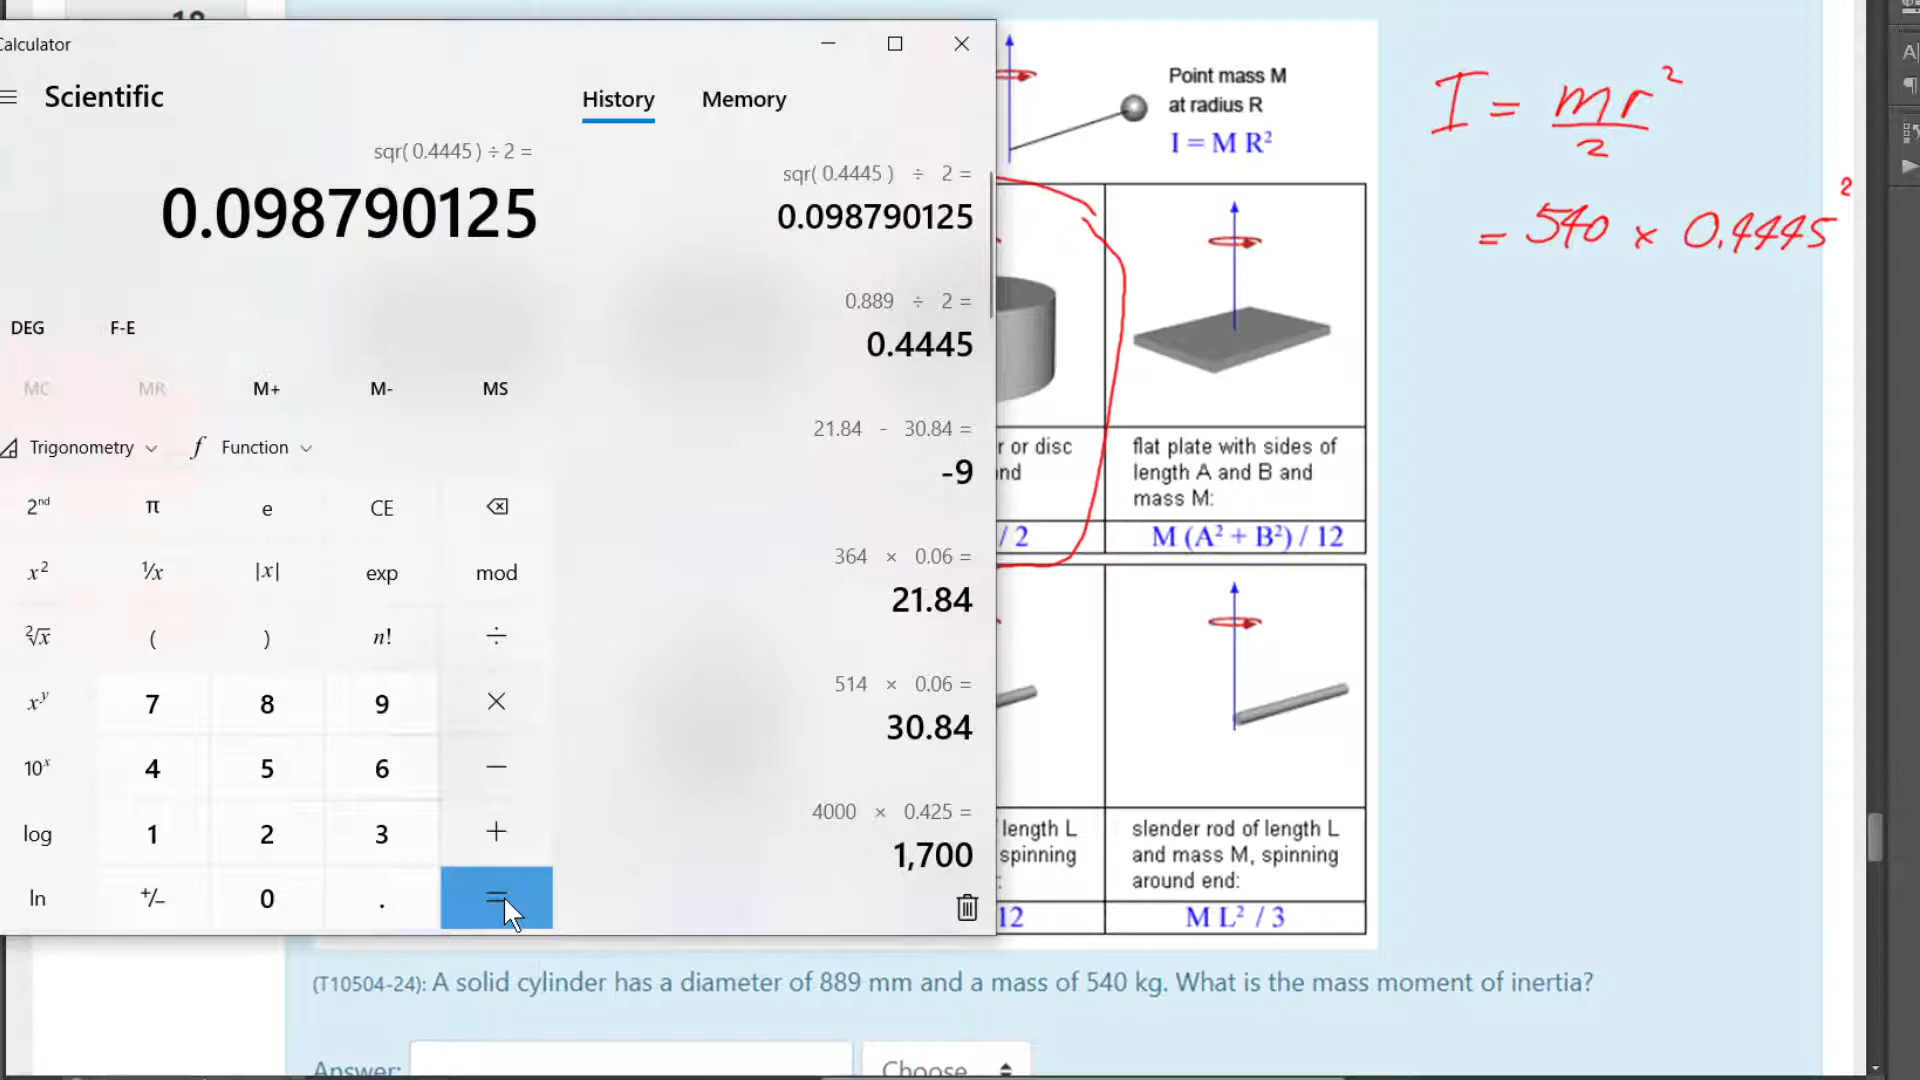 18
Calculator
Scientific
sqr( 0.4445 ) ÷ 2 =
0.098790125
DEG
F-E
MC
MR
M+
M-
MS
Trigonometry
f Function
2nd
π
e
CE
x²
¹/x
|x|
exp
mod
²√x
(
)
n!
÷
xʸ
7
8
9
×
10ˣ
4
5
6
−
log
1
2
3
+
ln
+/−
0
.
=
History
Memory
sqr( 0.4445 ) ÷ 2 =
0.098790125
0.889 ÷ 2 =
0.4445
21.84 - 30.84 =
-9
364 × 0.06 =
21.84
514 × 0.06 =
30.84
4000 × 0.425 =
1,700
Point mass M
at radius R
I = M R²
or disc
/ 2
flat plate with sides of
length A and B and
mass M:
M (A² + B²) / 12
length L
spinning
12
slender rod of length L
and mass M, spinning
around end:
M L² / 3
I = mr²/2
= 540 × 0.4445²
(T10504-24): A solid cylinder has a diameter of 889 mm and a mass of 540 kg. What is the mass moment of inertia?
Answer:
Choose...